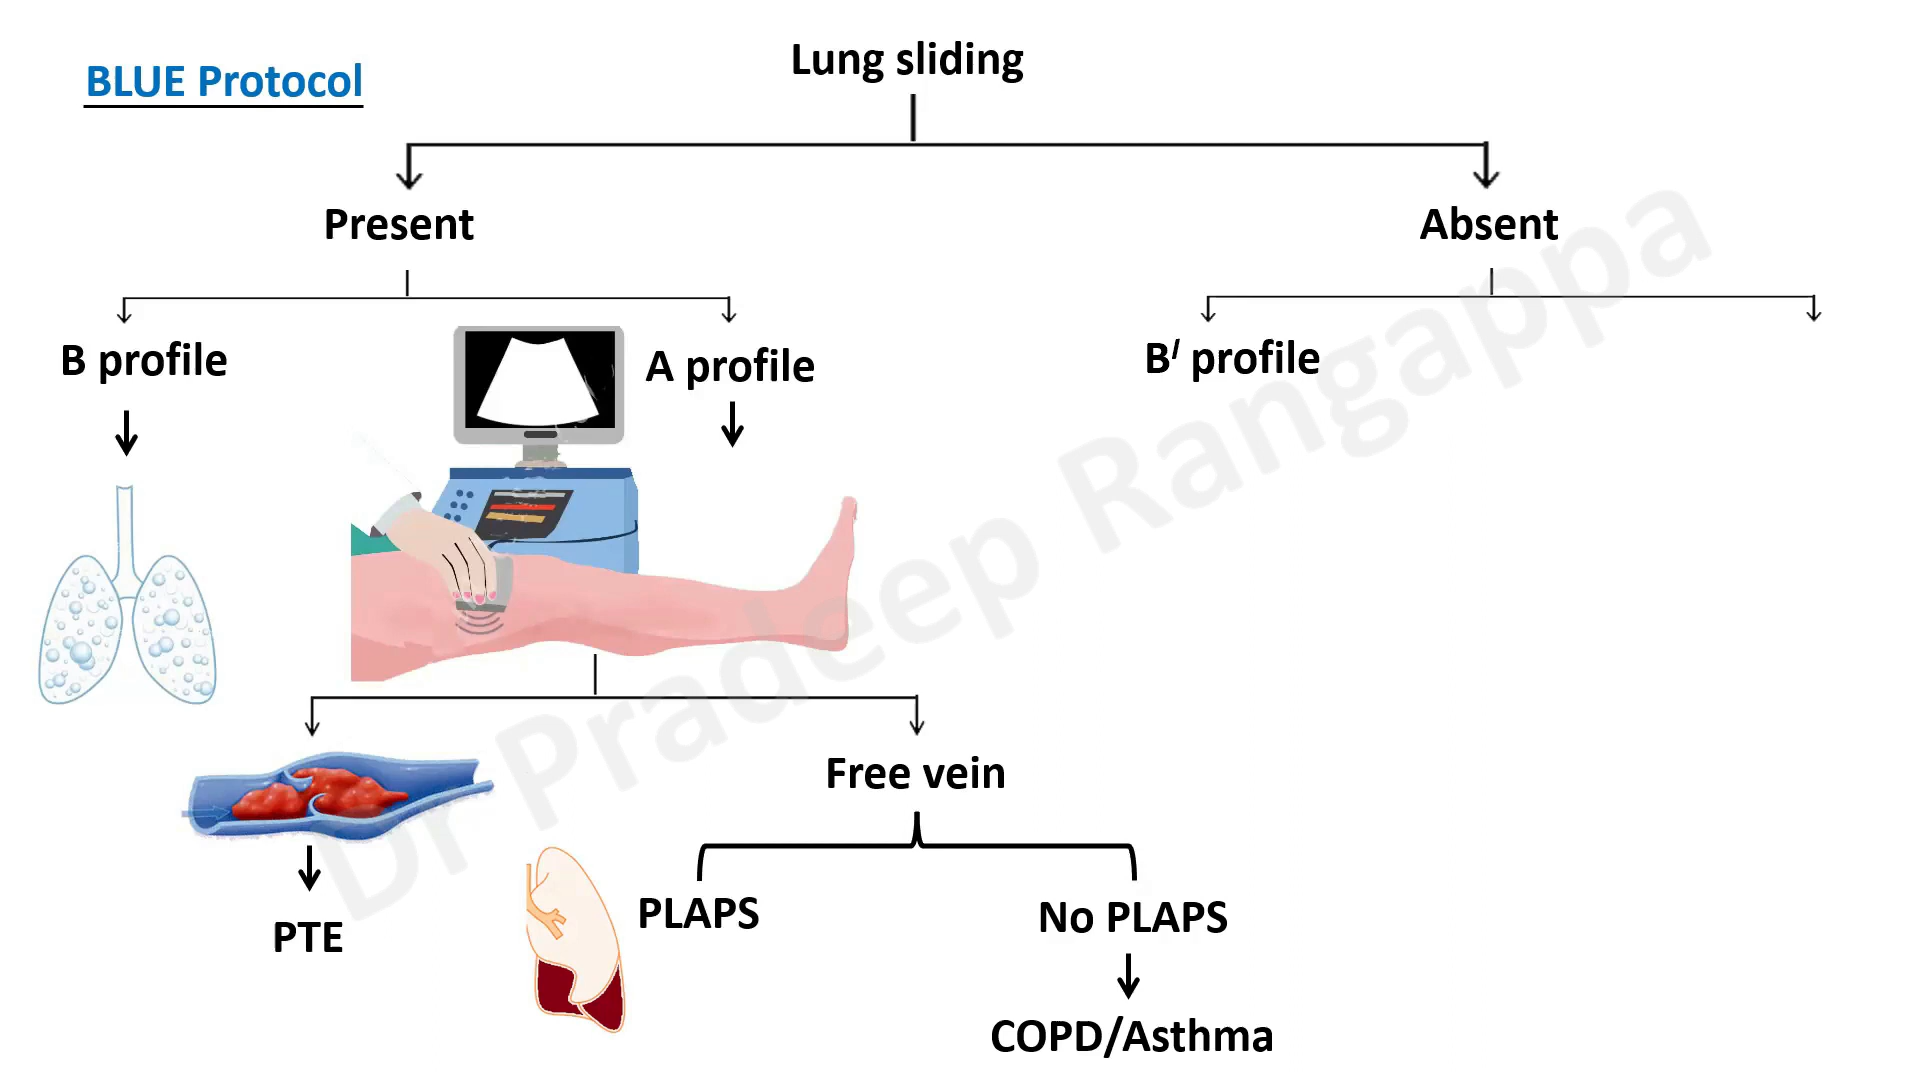 BLUE Protocol
Lung sliding
Present
Absent
B profile
A profile
B/ profile
Free vein
PLAPS
No PLAPS
PTE
COPD/Asthma
Dr Pradeep Rangappa